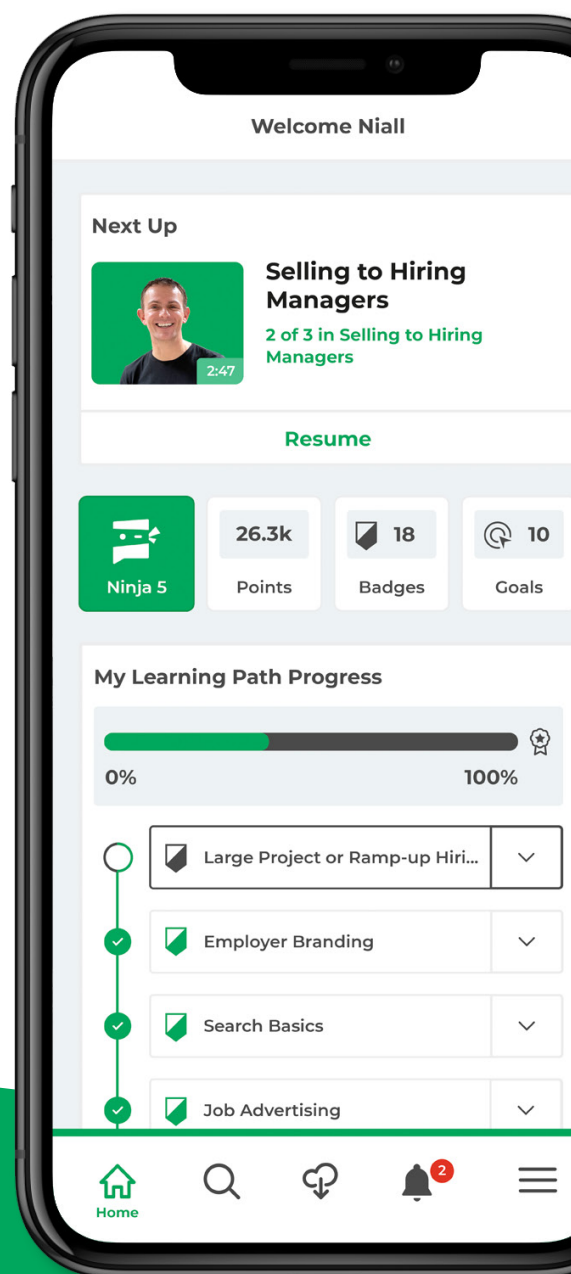 Welcome Niall
Next Up
Selling to Hiring
Managers
2 of 3 in Selling to Hiring
Managers
2:47
Resume
26.3k
18
10
Ninja 5
Points
Badges
Goals
My Learning Path Progress
0%
100%
Large Project or Ramp-up Hiri...
Employer Branding
Search Basics
Job Advertising
2
Home